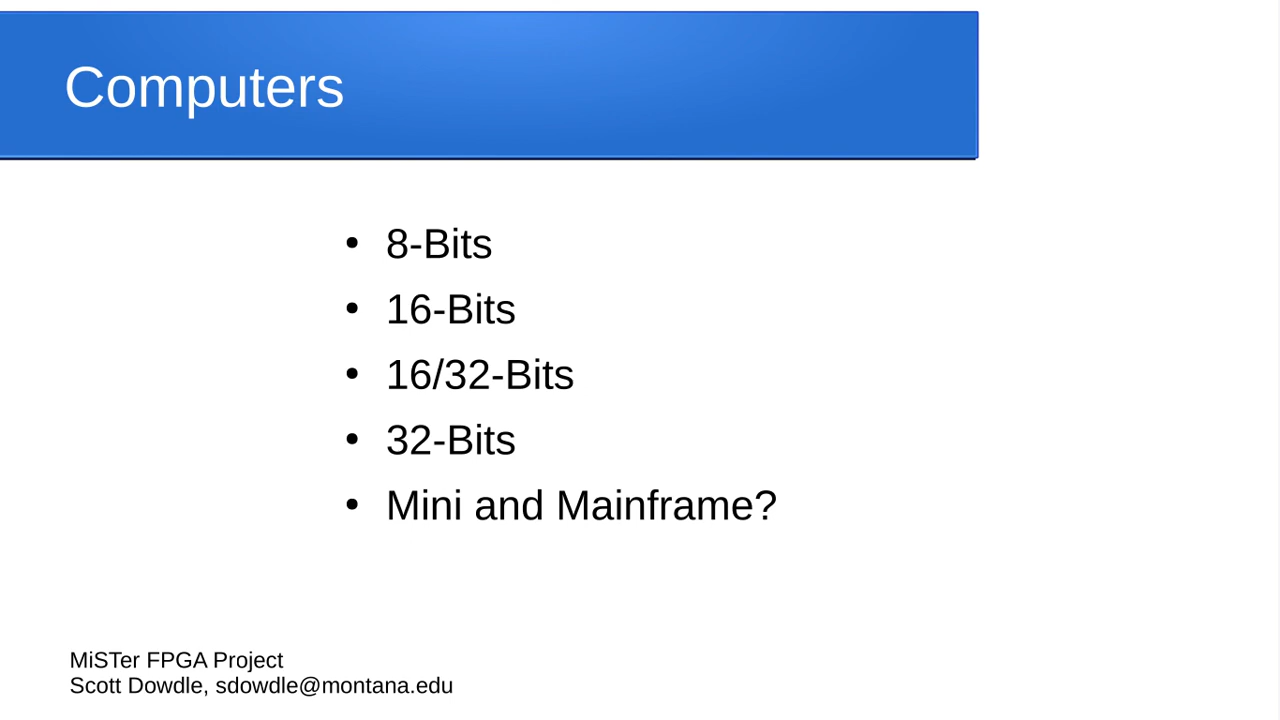 Computers
• 8-Bits
• 16-Bits
• 16/32-Bits
• 32-Bits
• Mini and Mainframe?
MiSTer FPGA Project
Scott Dowdle, sdowdle@montana.edu